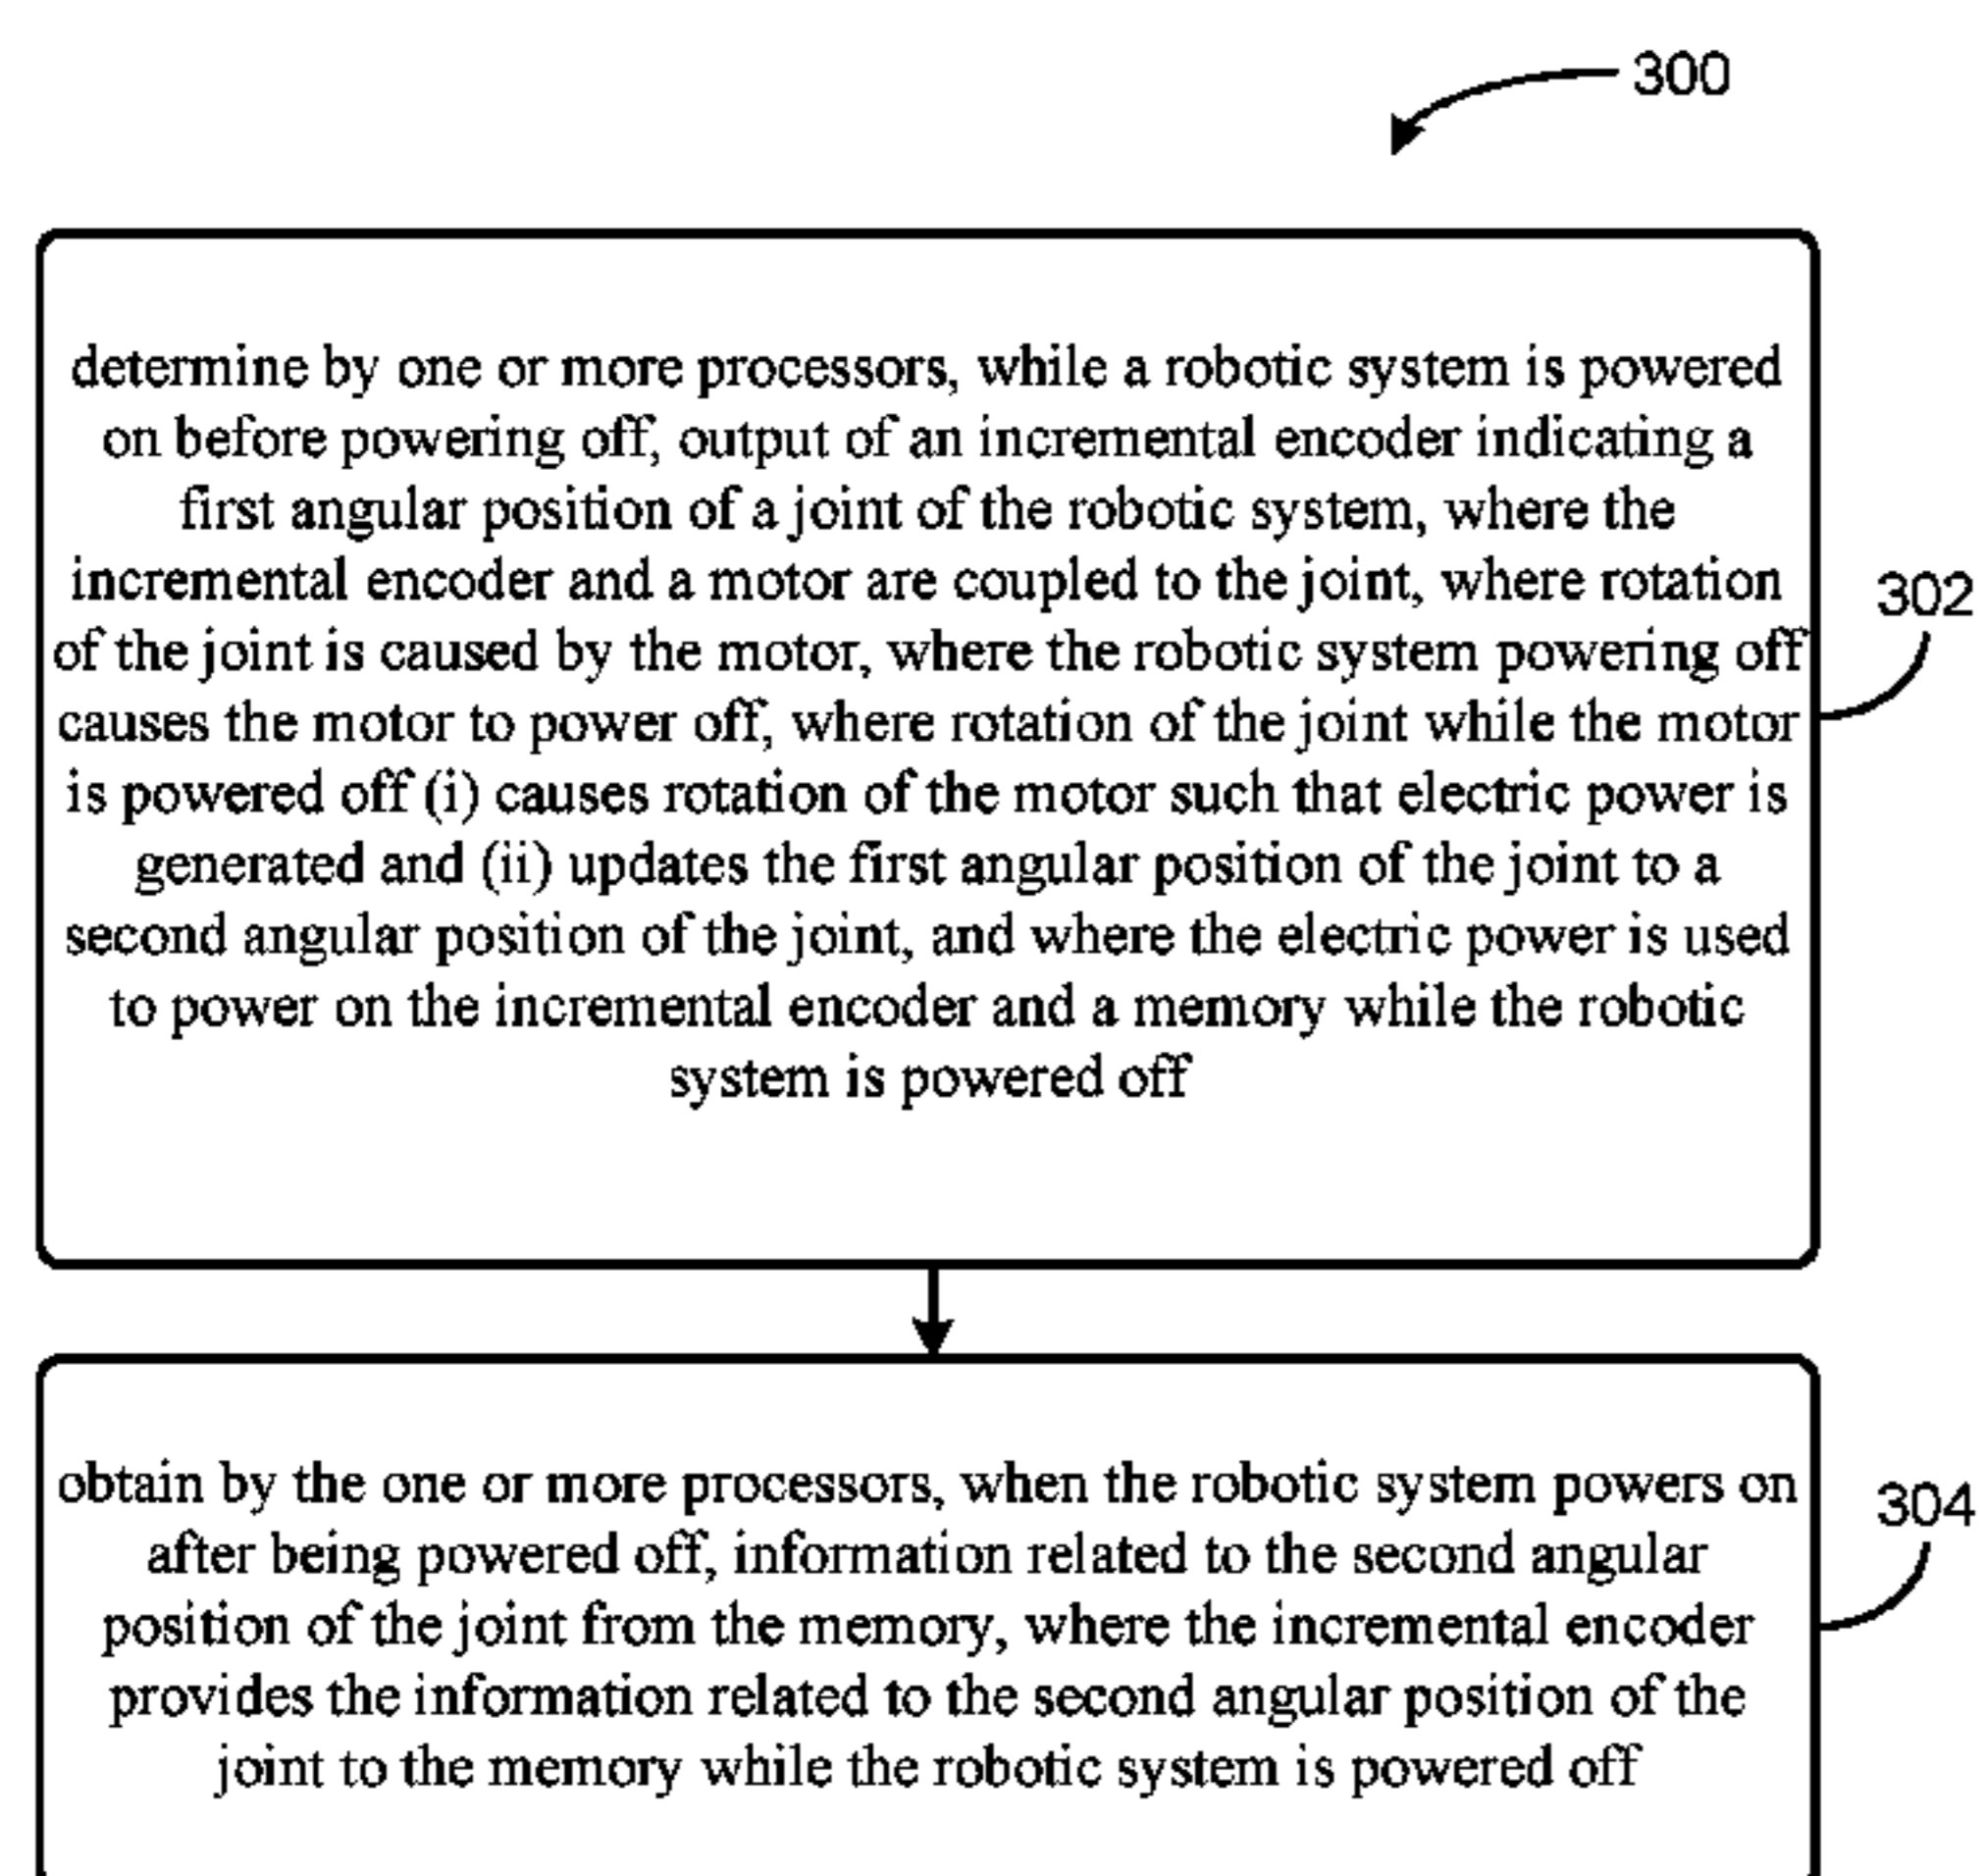 300
determine by one or more processors, while a robotic system is powered
on before powering off, output of an incremental encoder indicating a
first angular position of a joint of the robotic system, where the
incremental encoder and a motor are coupled to the joint, where rotation
of the joint is caused by the motor, where the robotic system powering off
causes the motor to power off, where rotation of the joint while the motor
is powered off (i) causes rotation of the motor such that electric power is
generated and (ii) updates the first angular position of the joint to a
second angular position of the joint, and where the electric power is used
to power on the incremental encoder and a memory while the robotic
system is powered off
302
obtain by the one or more processors, when the robotic system powers on
after being powered off, information related to the second angular
position of the joint from the memory, where the incremental encoder
provides the information related to the second angular position of the
joint to the memory while the robotic system is powered off
304